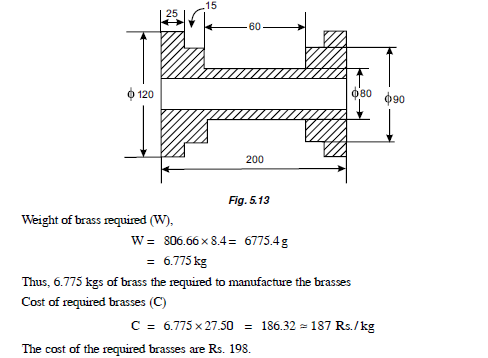 25
15
60
ϕ 120
ϕ80
ϕ90
200
Fig. 5.13
Weight of brass required (W),
W = 806.66 × 8.4 = 6775.4 g
= 6.775 kg
Thus, 6.775 kgs of brass the required to manufacture the brasses
Cost of required brasses (C)
C = 6.775 × 27.50 = 186.32 ≃ 187 Rs./kg
The cost of the required brasses are Rs. 198.